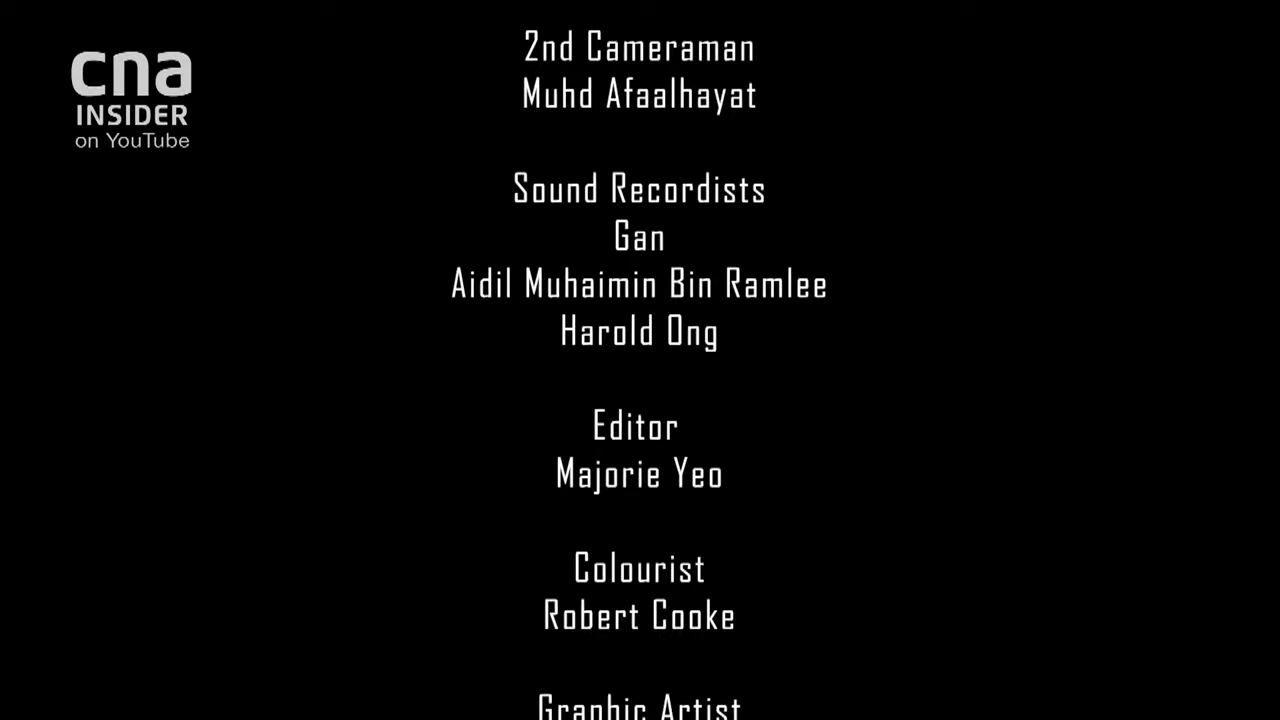 cna
INSIDER
on YouTube
2nd Cameraman
Muhd Afaalhayat
Sound Recordists
Gan
Aidil Muhaimin Bin Ramlee
Harold Ong
Editor
Majorie Yeo
Colourist
Robert Cooke
Graphic Artist